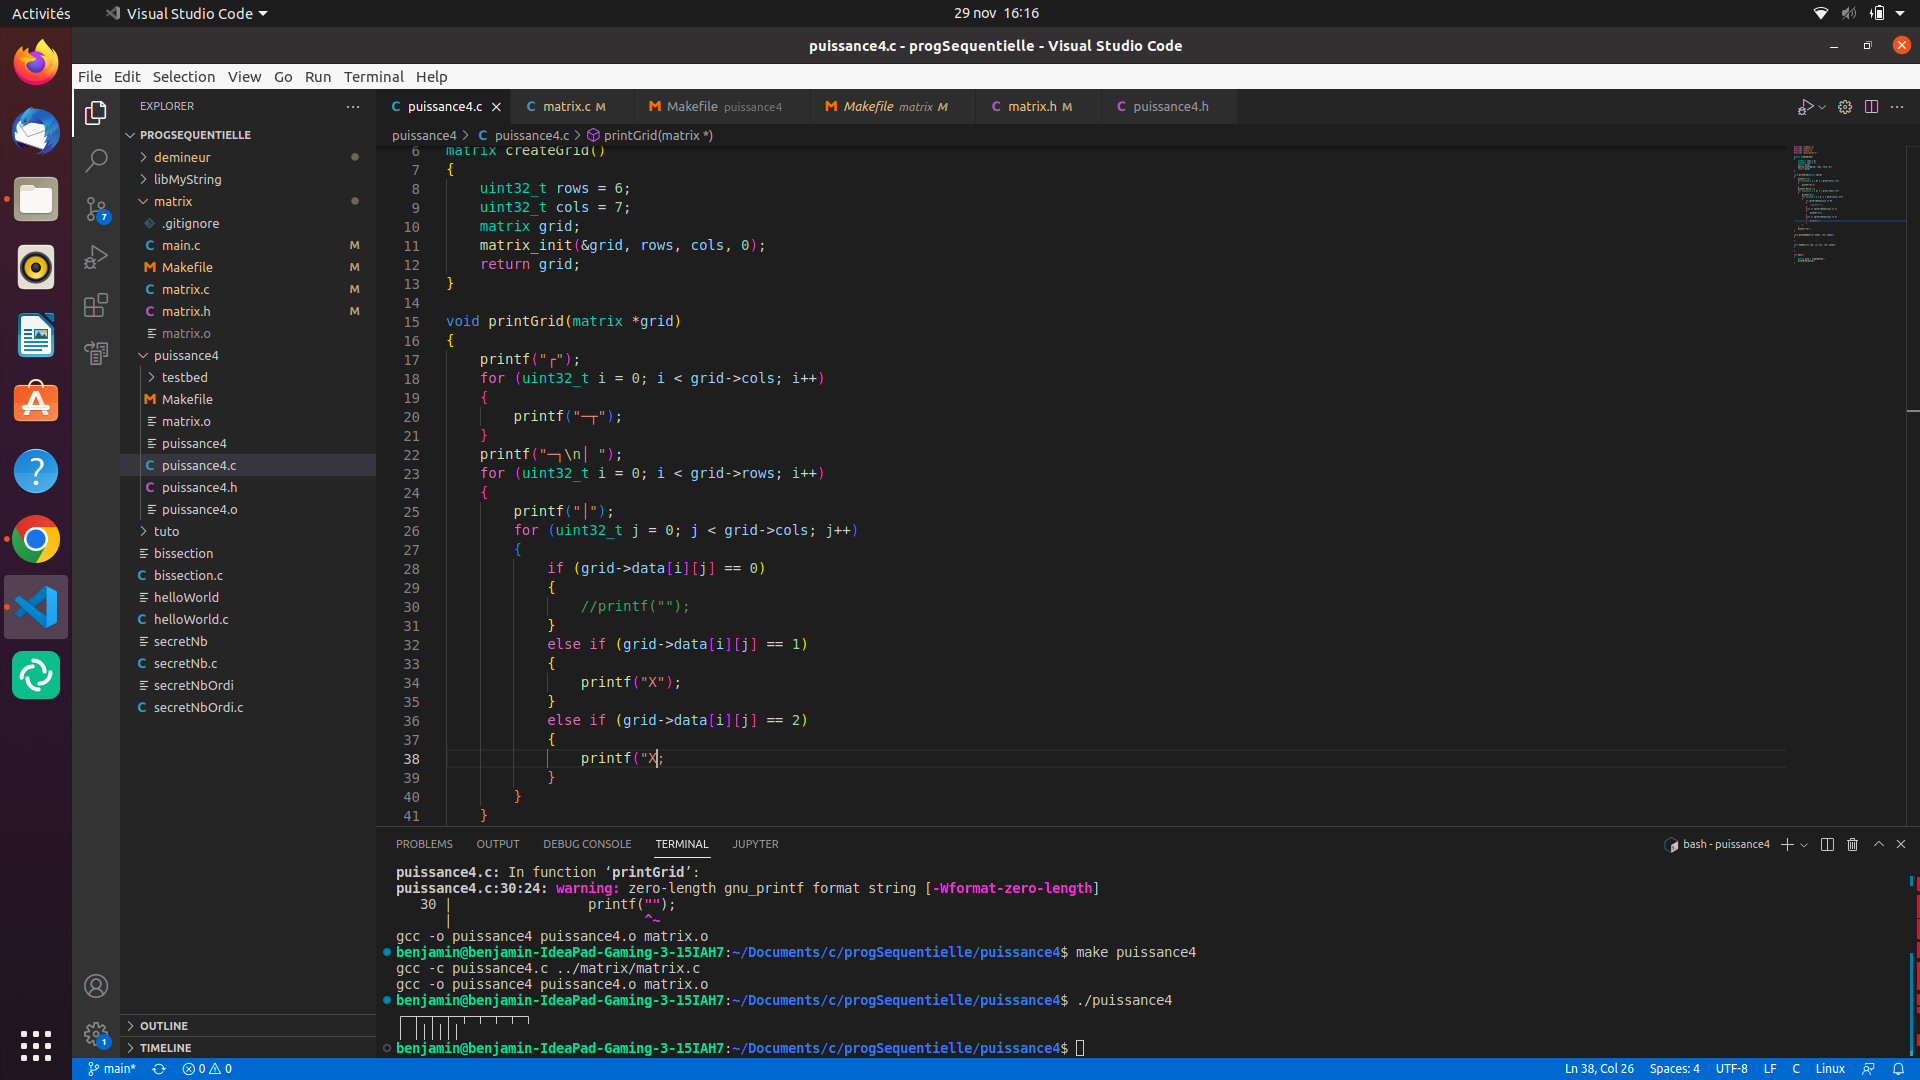 Activités
Visual Studio Code
29 nov 16:16
puissance4.c - progSequentielle - Visual Studio Code
File Edit Selection View Go Run Terminal Help
EXPLORER
PROGSEQUENTIELLE
demineur
libMyString
matrix
.gitignore
C main.c M
M Makefile M
C matrix.c M
C matrix.h M
matrix.o
puissance4
testbed
M Makefile
matrix.o
puissance4
C puissance4.c
C puissance4.h
puissance4.o
tuto
bissection
C bissection.c
helloWorld
C helloWorld.c
secretNb
C secretNb.c
secretNbOrdi
C secretNbOrdi.c
OUTLINE
TIMELINE
7
1
C puissance4.c
C matrix.c M
M Makefile puissance4
M Makefile matrix M
C matrix.h M
C puissance4.h
puissance4 > C puissance4.c > printGrid(matrix *)
6 matrix createGrid()
7 {
8 uint32_t rows = 6;
9 uint32_t cols = 7;
10 matrix grid;
11 matrix_init(&grid, rows, cols, 0);
12 return grid;
13 }
14
15 void printGrid(matrix *grid)
16 {
17 printf("┌");
18 for (uint32_t i = 0; i < grid->cols; i++)
19 {
20 printf("─┬");
21 }
22 printf("─┐\n│ ");
23 for (uint32_t i = 0; i < grid->rows; i++)
24 {
25 printf("│");
26 for (uint32_t j = 0; j < grid->cols; j++)
27 {
28 if (grid->data[i][j] == 0)
29 {
30 //printf("");
31 }
32 else if (grid->data[i][j] == 1)
33 {
34 printf("X");
35 }
36 else if (grid->data[i][j] == 2)
37 {
38 printf("X;
39 }
40 }
41 }
PROBLEMS OUTPUT DEBUG CONSOLE TERMINAL JUPYTER
bash - puissance4
puissance4.c: In function ‘printGrid’:
puissance4.c:30:24: warning: zero-length gnu_printf format string [-Wformat-zero-length]
30 | printf("");
| ^~
gcc -o puissance4 puissance4.o matrix.o
benjamin@benjamin-IdeaPad-Gaming-3-15IAH7:~/Documents/c/progSequentielle/puissance4$ make puissance4
gcc -c puissance4.c ../matrix/matrix.c
gcc -o puissance4 puissance4.o matrix.o
benjamin@benjamin-IdeaPad-Gaming-3-15IAH7:~/Documents/c/progSequentielle/puissance4$ ./puissance4
benjamin@benjamin-IdeaPad-Gaming-3-15IAH7:~/Documents/c/progSequentielle/puissance4$
main* 0 0
Ln 38, Col 26 Spaces: 4 UTF-8 LF C Linux